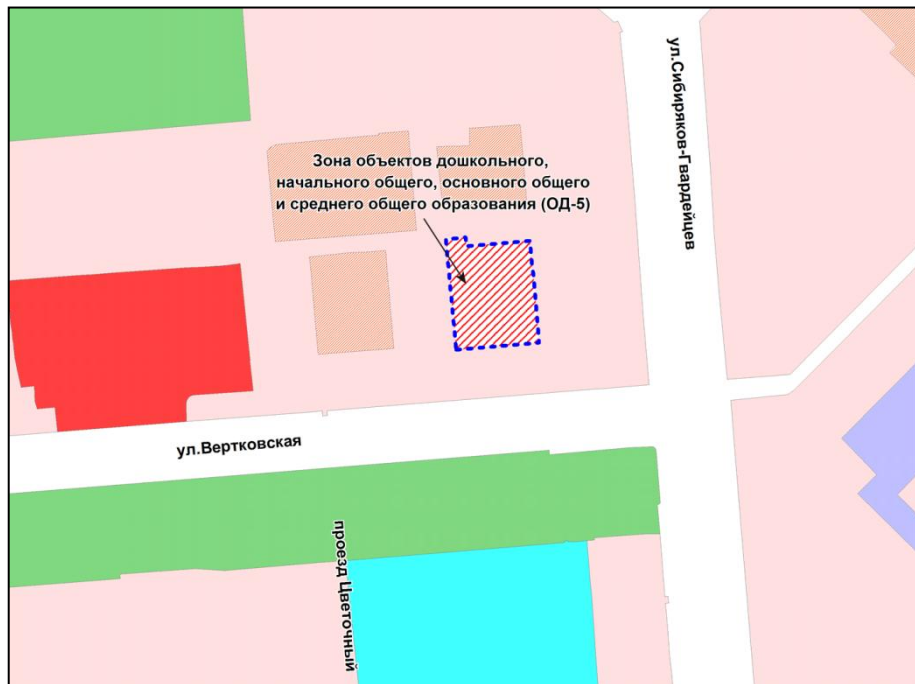 Зона объектов дошкольного,
начального общего, основного общего
и среднего общего образования (ОД-5)
ул.Сибиряков-Гвардейцев
ул.Вертковская
проезд Цветочный